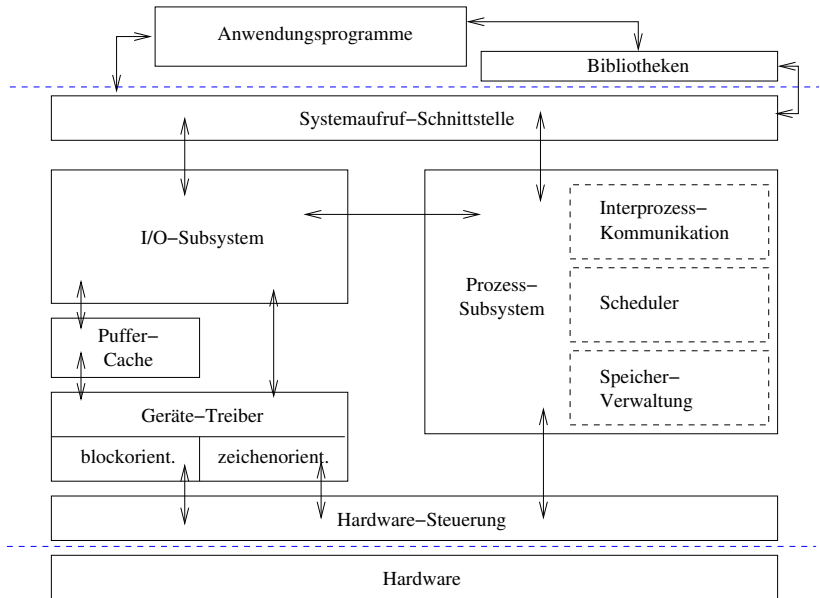 Anwendungsprogramme
Bibliotheken
Systemaufruf-Schnittstelle
I/O-Subsystem
Prozess-
Subsystem
Interprozess-
Kommunikation
Scheduler
Speicher-
Verwaltung
Puffer-
Cache
Geräte-Treiber
blockorient.
zeichenorient.
Hardware-Steuerung
Hardware